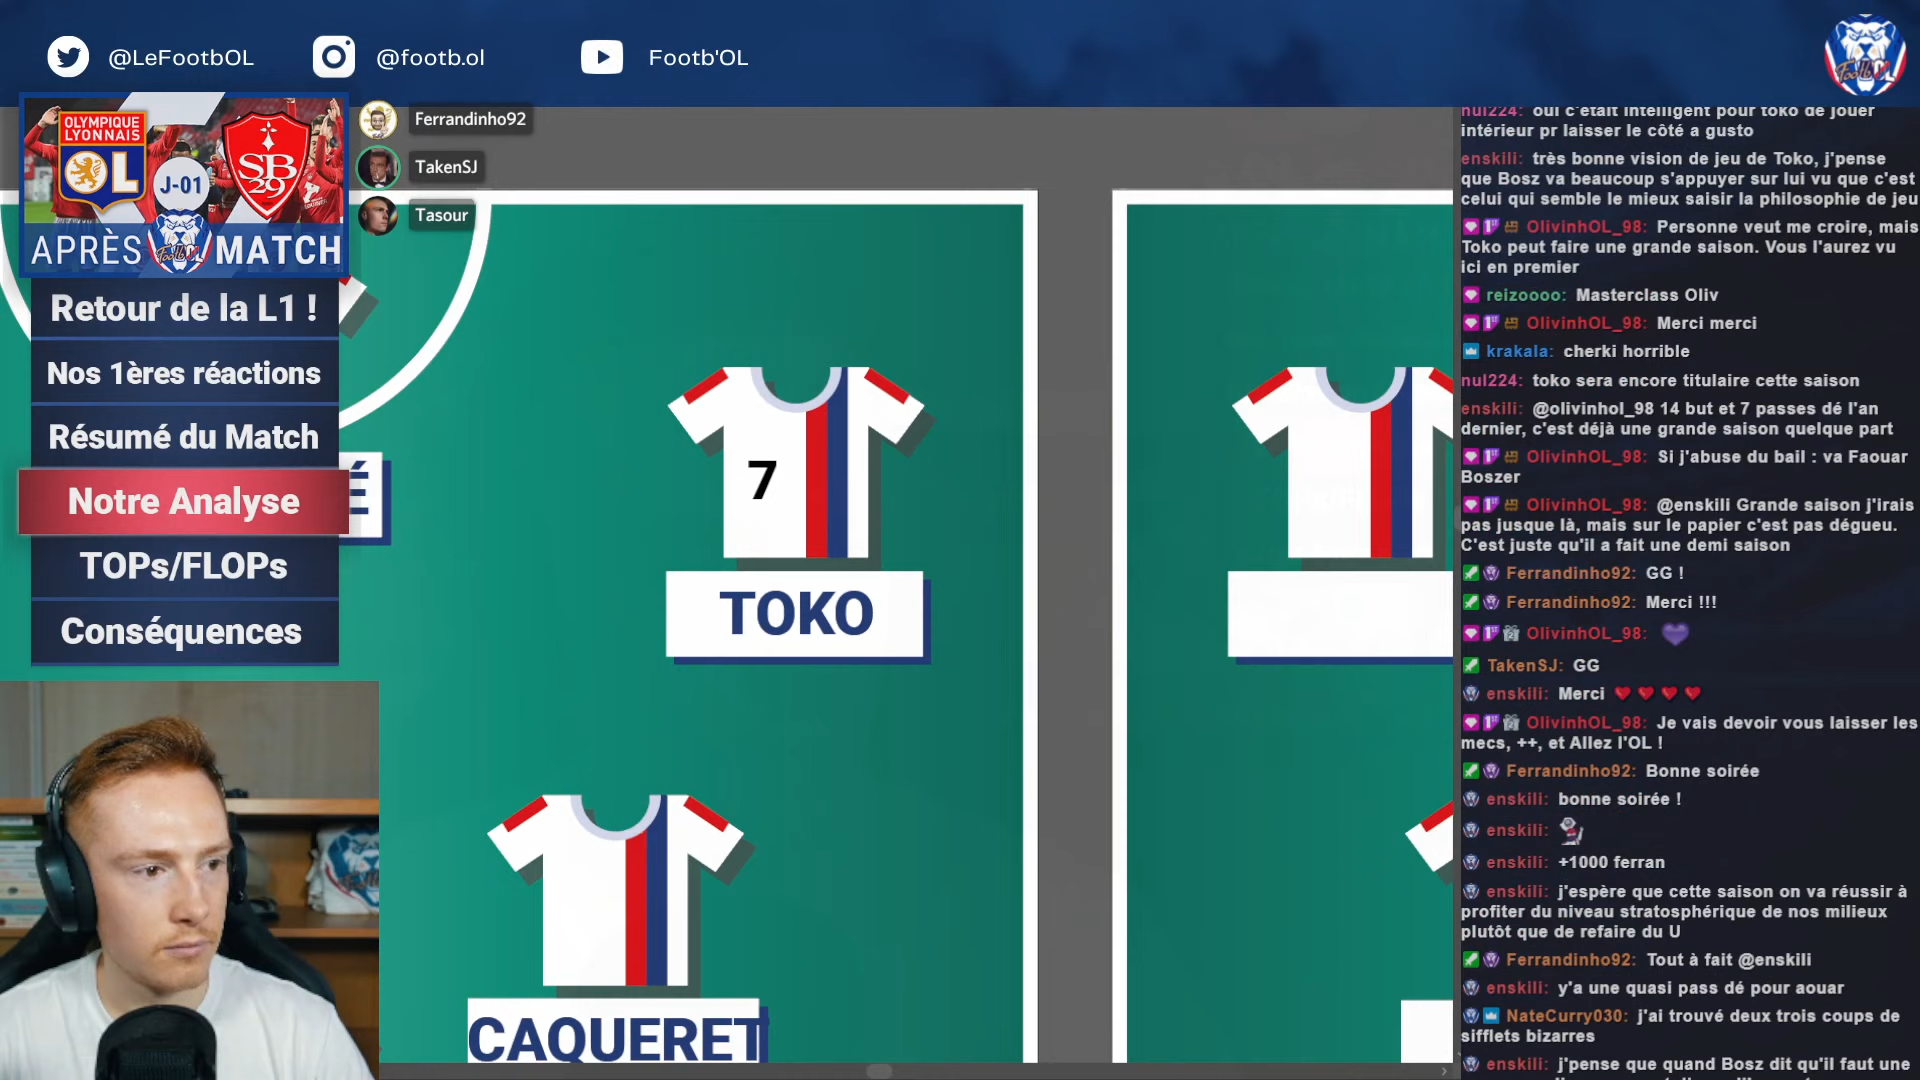 @LeFootbOL
@footb.ol
Footb'OL
OLYMPIQUE
LYONNAIS
OL
SB
29
J-01
APRÈS
MATCH
Retour de la L1 !
Nos 1ères réactions
Résumé du Match
Notre Analyse
TOPs/FLOPs
Conséquences
Ferrandinho92
TakenSJ
Tasour
É
7
TOKO
CAQUERET
nul224: oui c'était intelligent pour toko de jouer
intérieur pr laisser le côté a gusto
enskili: très bonne vision de jeu de Toko, j'pense
que Bosz va beaucoup s'appuyer sur lui vu que c'est
celui qui semble le mieux saisir la philosophie de jeu
OlivinhOL_98: Personne veut me croire, mais
Toko peut faire une grande saison. Vous l'aurez vu
ici en premier
reizoooo: Masterclass Oliv
OlivinhOL_98: Merci merci
krakala: cherki horrible
nul224: toko sera encore titulaire cette saison
enskili: @olivinhol_98 14 but et 7 passes dé l'an
dernier, c'est déjà une grande saison quelque part
OlivinhOL_98: Si j'abuse du bail : va Faouar
Boszer
OlivinhOL_98: @enskili Grande saison j'irais
pas jusque là, mais sur le papier c'est pas dégueu.
C'est juste qu'il a fait une demi saison
Ferrandinho92: GG !
Ferrandinho92: Merci !!!
OlivinhOL_98:
TakenSJ: GG
enskili: Merci
OlivinhOL_98: Je vais devoir vous laisser les
mecs, ++, et Allez l'OL !
Ferrandinho92: Bonne soirée
enskili: bonne soirée !
enskili:
enskili: +1000 ferran
enskili: j'espère que cette saison on va réussir à
profiter du niveau stratosphérique de nos milieux
plutôt que de refaire du U
Ferrandinho92: Tout à fait @enskili
enskili: y'a une quasi pass dé pour aouar
NateCurry030: j'ai trouvé deux trois coups de
sifflets bizarres
enskili: j'pense que quand Bosz dit qu'il faut une